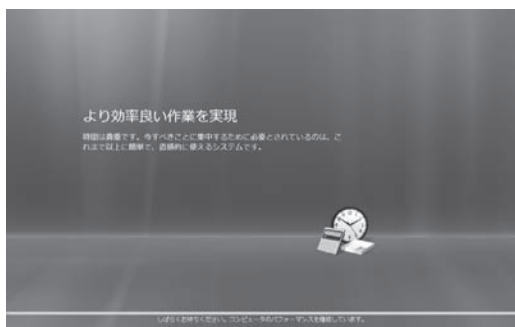 より効率良い作業を実現
時間は貴重です。今すべきことに集中するために必要とされているのは、こ
れまで以上に簡単で、直感的に使えるシステムです。
しばらくお待ちください。コンピュータのパフォーマンスを確認しています。